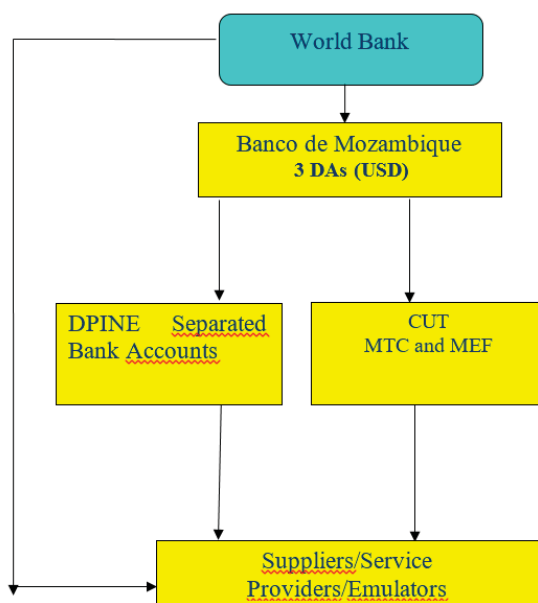 World Bank
Banco de Mozambique
3 DAs (USD)
DPINE Separated
Bank Accounts
CUT
MTC and MEF
Suppliers/Service
Providers/Emulators